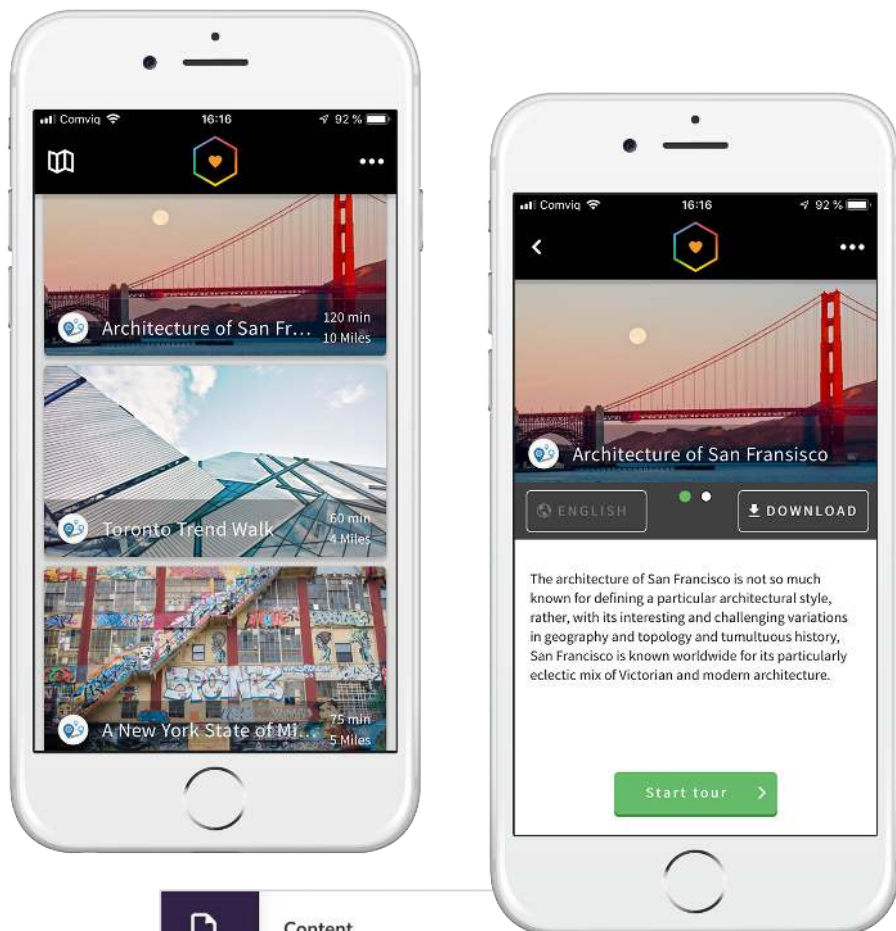 Comviq
16:16
92 %
Architecture of San Fr...
120 min
10 Miles
Toronto Trend Walk
60 min
4 Miles
A New York State of Mi...
75 min
5 Miles
Comviq
16:16
92 %
Architecture of San Fransisco
ENGLISH
DOWNLOAD
The architecture of San Francisco is not so much
known for defining a particular architectural style,
rather, with its interesting and challenging variations
in geography and topology and tumultuous history,
San Francisco is known worldwide for its particularly
eclectic mix of Victorian and modern architecture.
Start tour
Content